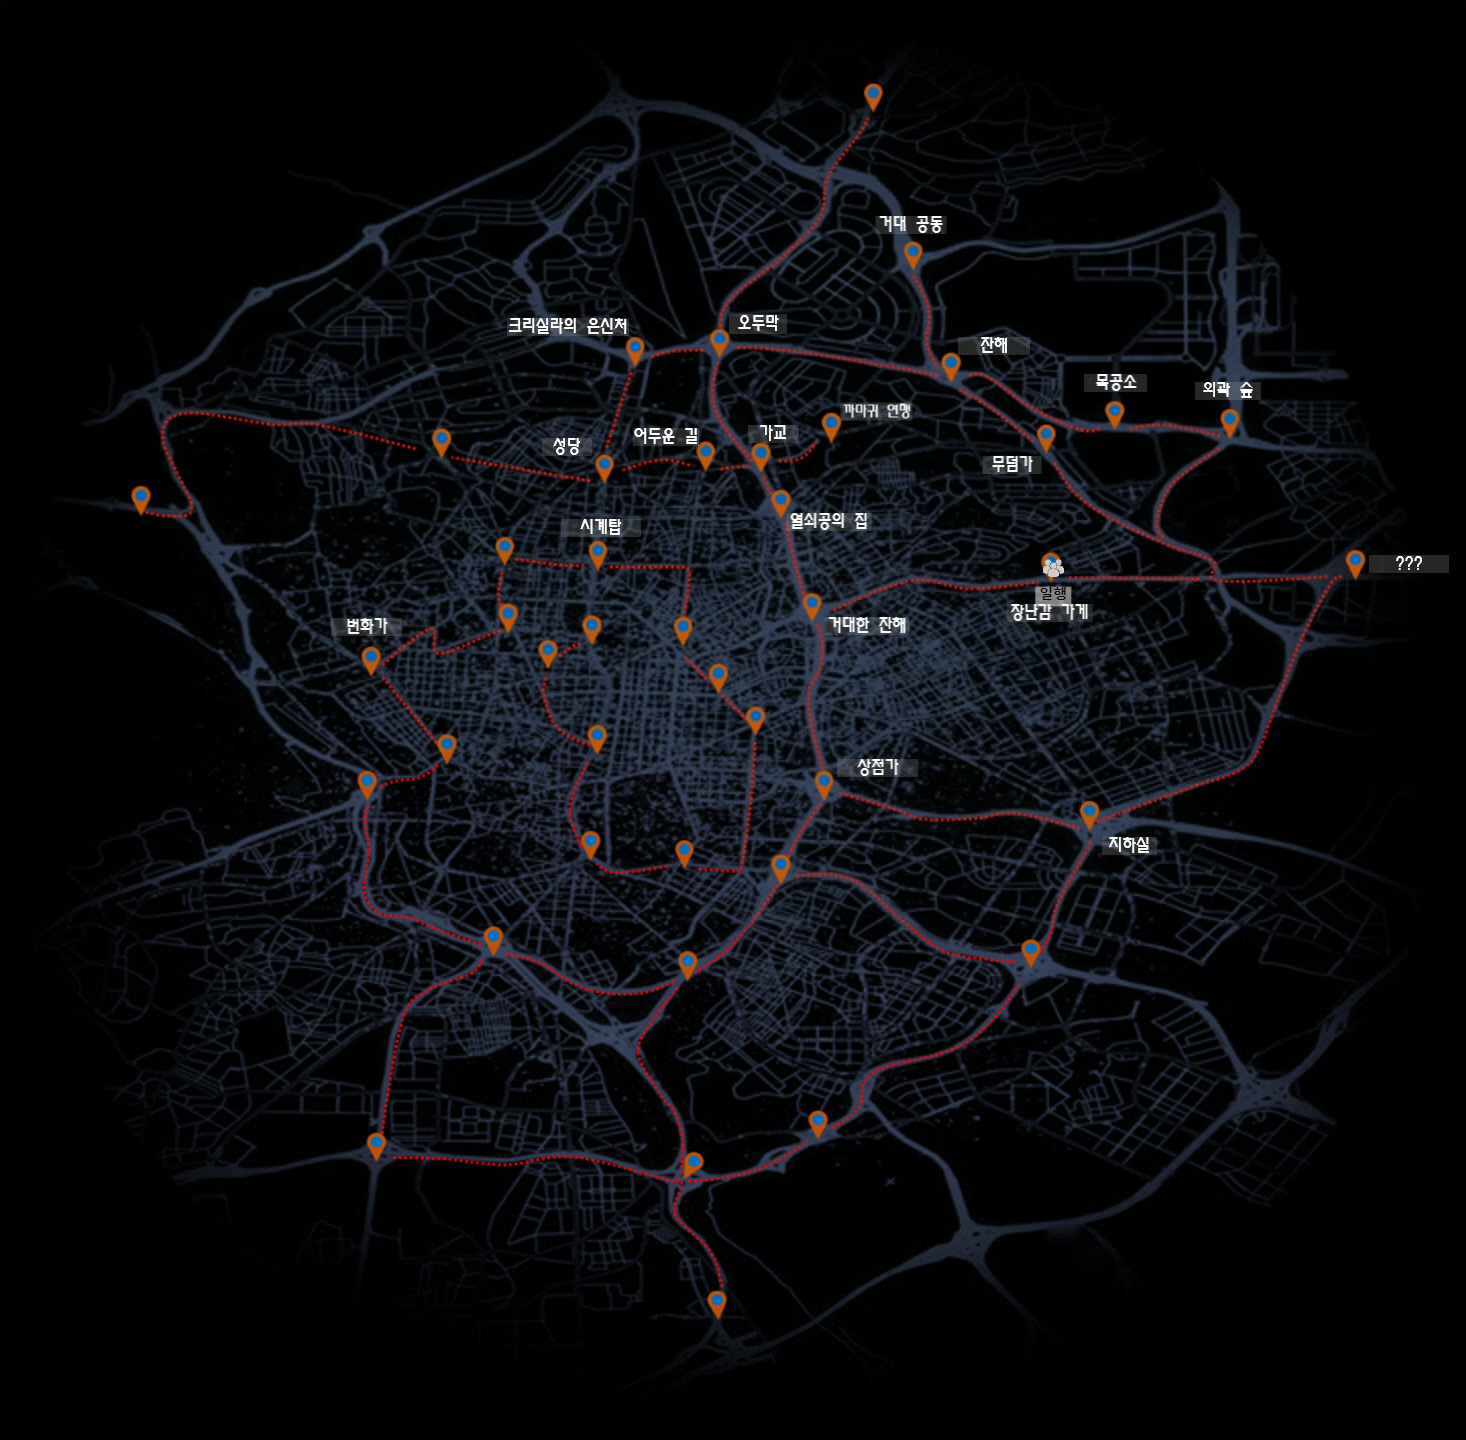 거대 공동
오두막
크리실라의 은신처
잔해
목공소
외곽 숲
까마귀 연맹
가교
어두운 길
성당
무덤가
열쇠공의 집
시계탑
???
일행
장난감 가게
거대한 잔해
번화가
상점가
지하실